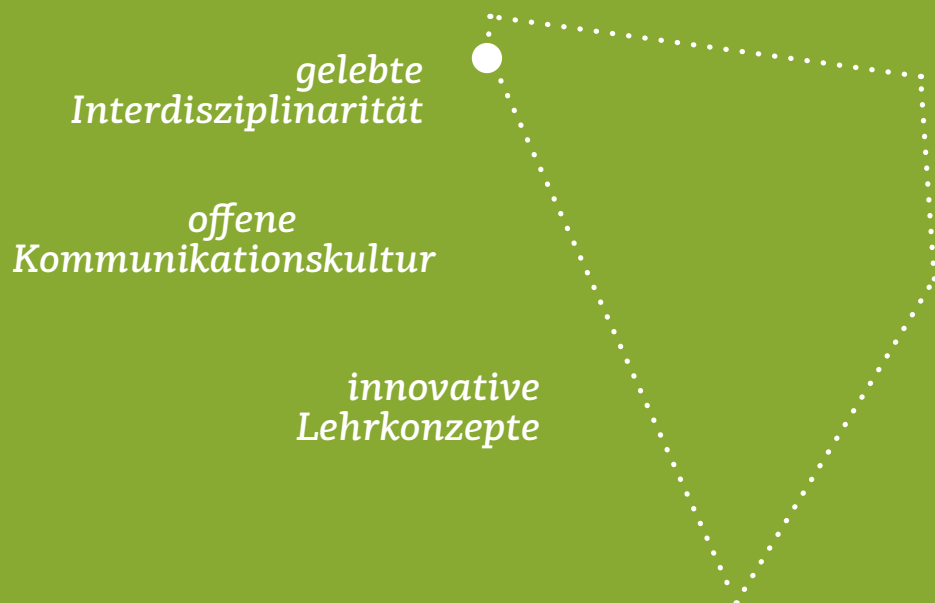 gelebte
Interdisziplinarität
offene
Kommunikationskultur
innovative
Lehrkonzepte